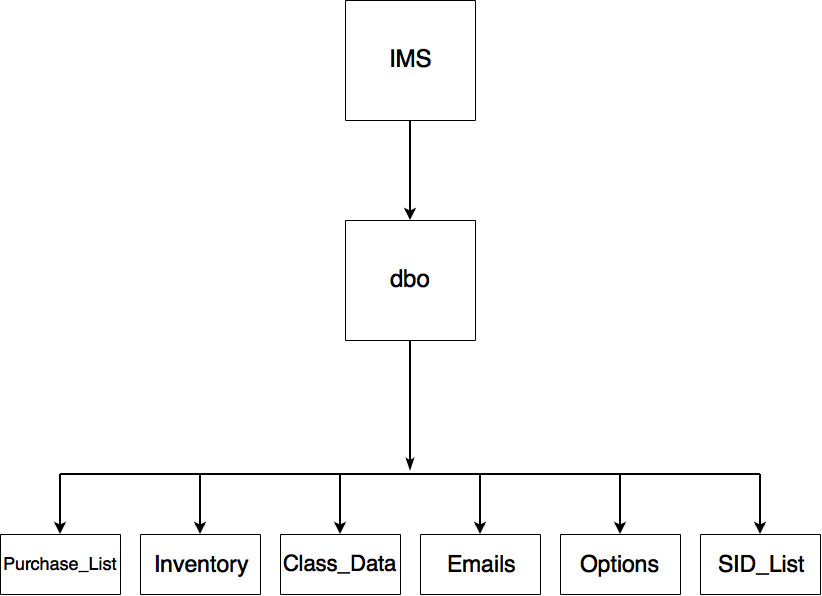 IMS
dbo
Purchase_List
Inventory
Class_Data
Emails
Options
SID_List